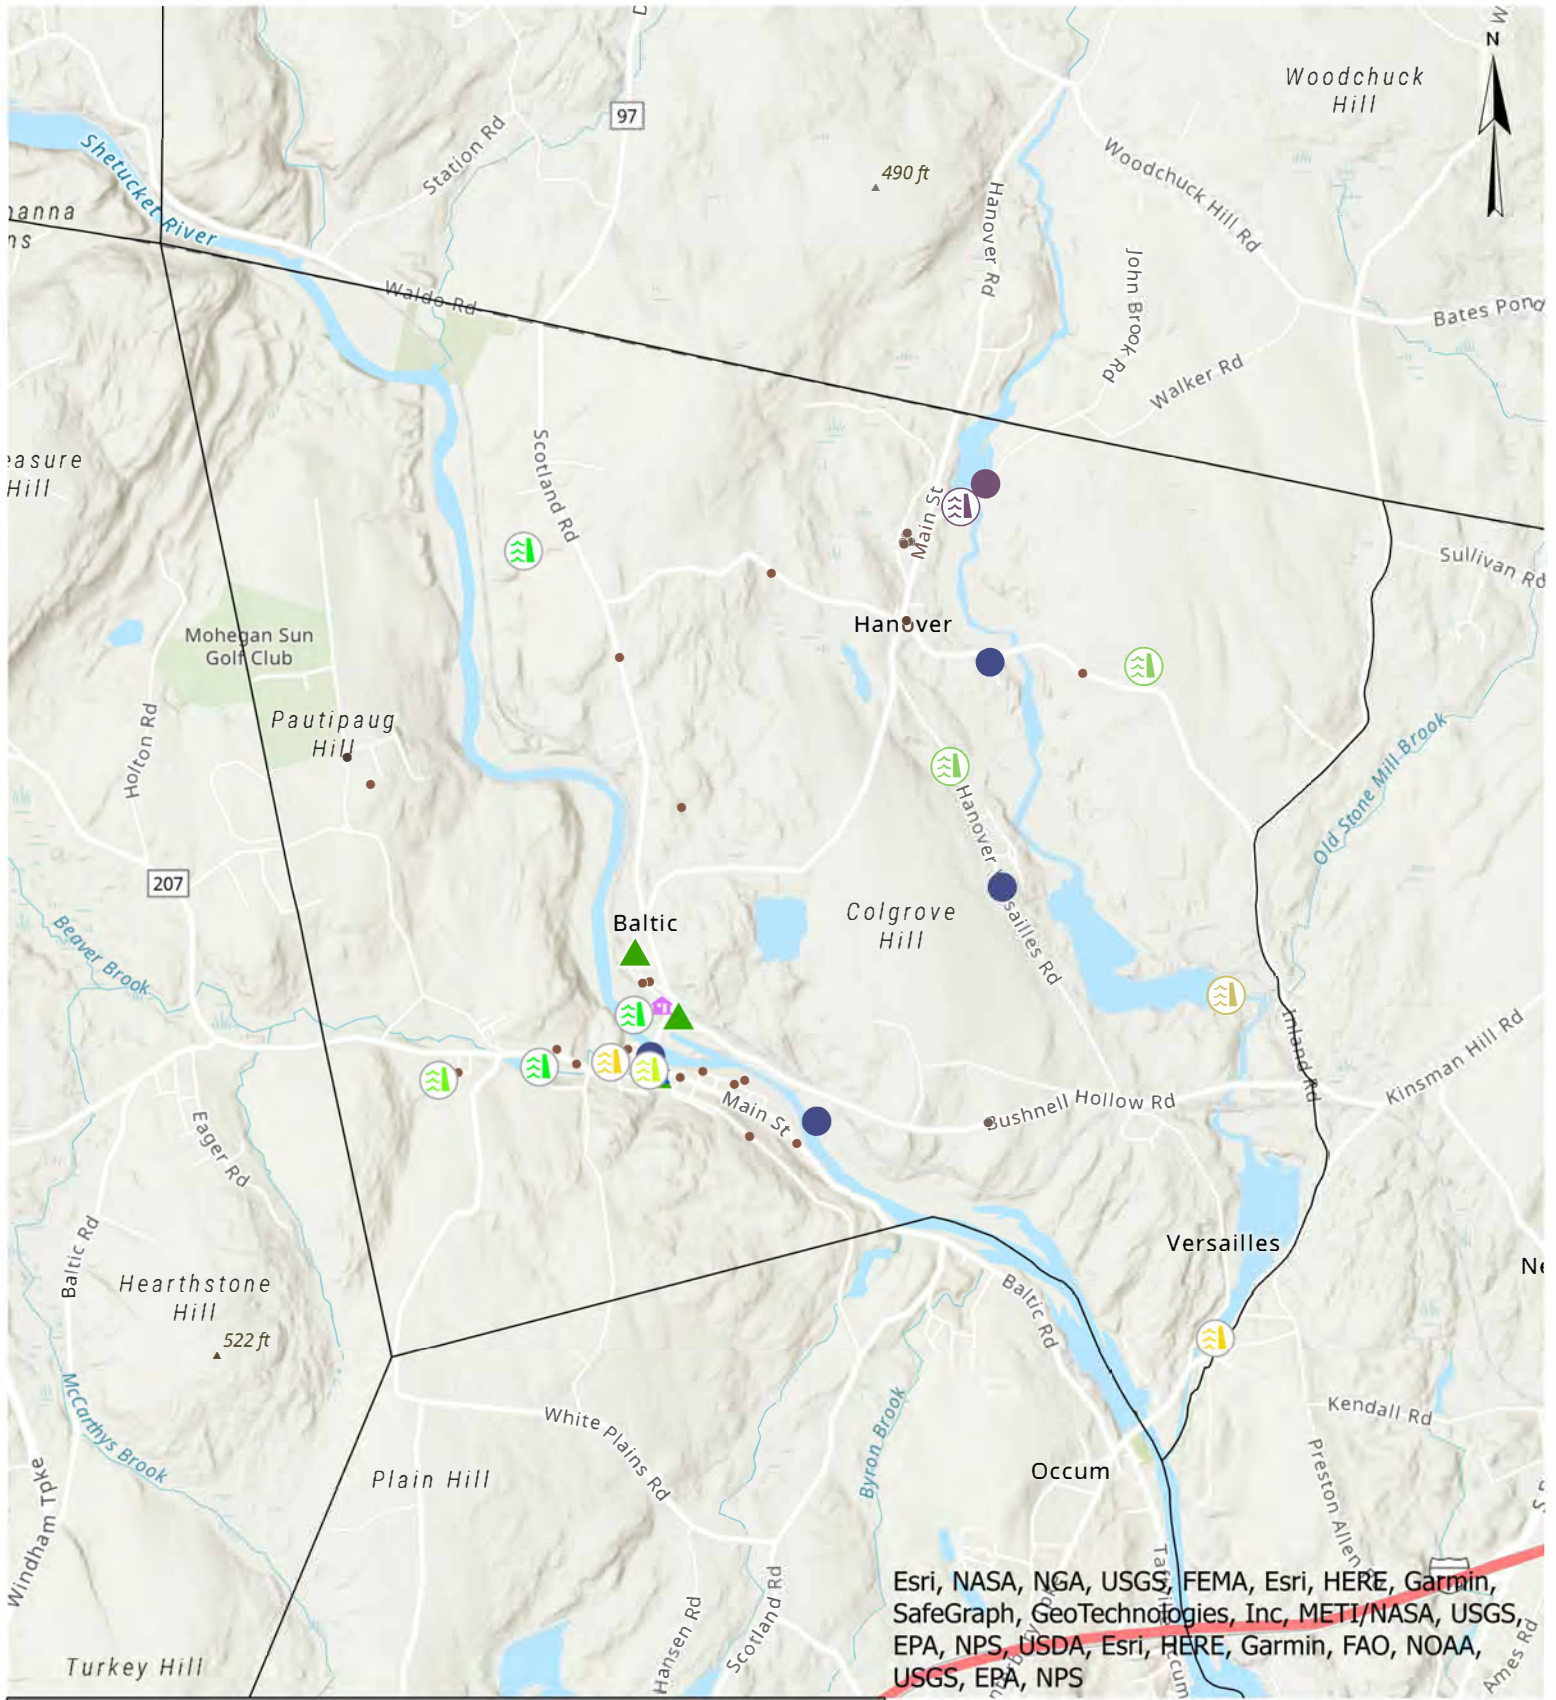 Woodchuck
Hill
N
97
Station Rd
Shetucket River
490 ft
Hanover Rd
Woodchuck Hill Rd
John Brook Rd
Waldo Rd
Bates Pond
Walker Rd
Scotland Rd
Main St
Hill
Sullivan Rd
Mohegan Sun
Golf Club
Hanover
Pautipaug
Hill
Holton Rd
Old Stone Mill Brook
Hanover
sailles Rd
207
Colgrove
Hill
Baltic
Beaver Brook
Inland Rd
Kinsman Hill Rd
Bushnell Hollow Rd
Main St
Eager Rd
Baltic Rd
Versailles
Hearthstone
Hill
522 ft
Baltic Rd
McCarthys Brook
White Plains Rd
Byron Brook
Kendall Rd
Plain Hill
Occum
Preston Allen
Windham Tpke
Esri, NASA, NGA, USGS, FEMA, Esri, HERE, Garmin,
SafeGraph, GeoTechnologies, Inc, METI/NASA, USGS,
EPA, NPS, USDA, Esri, HERE, Garmin, FAO, NOAA,
USGS, EPA, NPS
Hansen Rd
Scotland Rd
Ames Rd
Turkey Hill